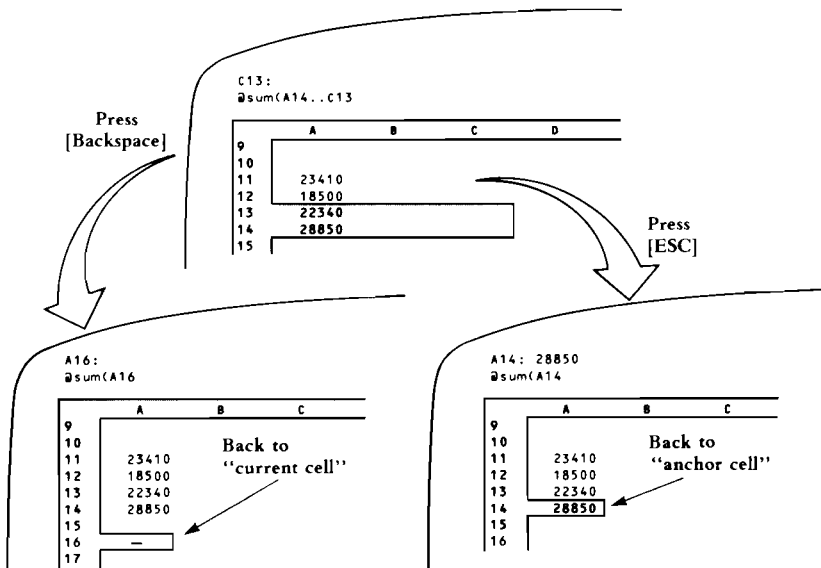 C13:
@sum(A14..C13
Press
[Backspace]
A B C D
9
10
11 23410
12 18500
13 22340
14 28850
15
Press
[ESC]
A16:
@sum(A16
A B C
9
10
11 23410
12 18500
13 22340
14 28850
15
16 —
17
Back to
“current cell”
A14: 28850
@sum(A14
A B C
9
10
11 23410
12 18500
13 22340
14 28850
15
16
Back to
“anchor cell”